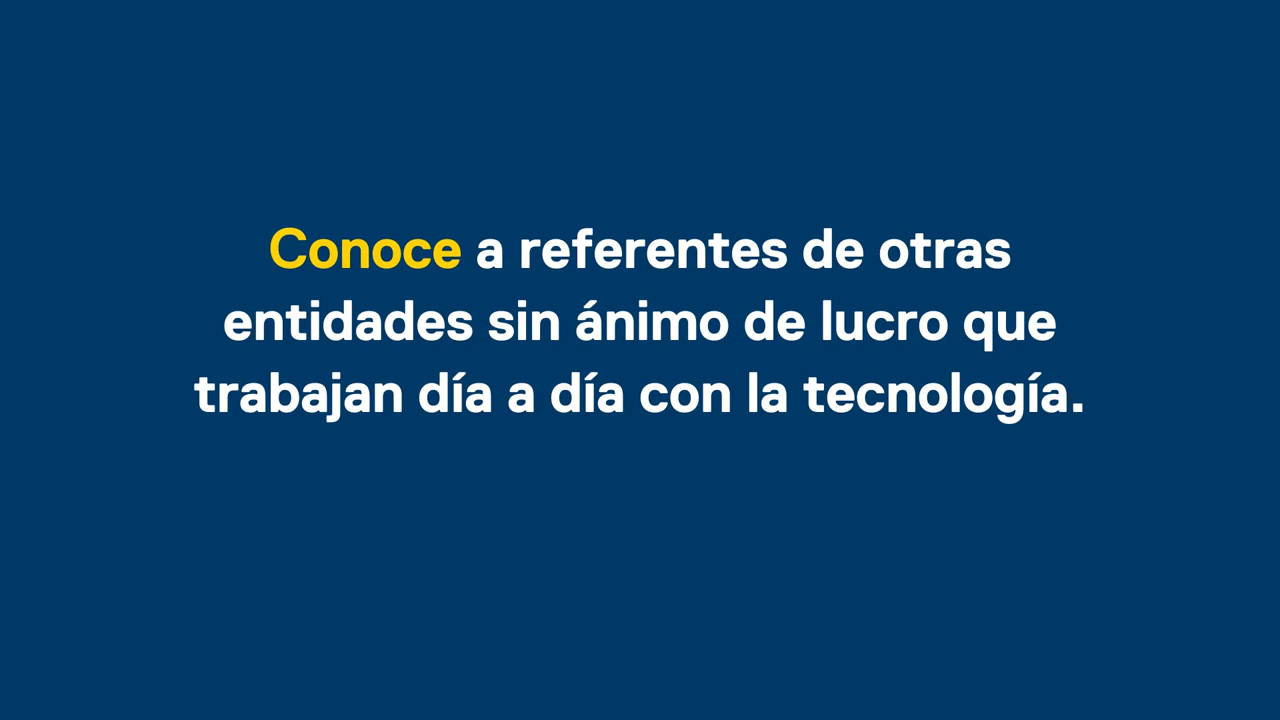 Conoce a referentes de otras
entidades sin ánimo de lucro que
trabajan día a día con la tecnología.